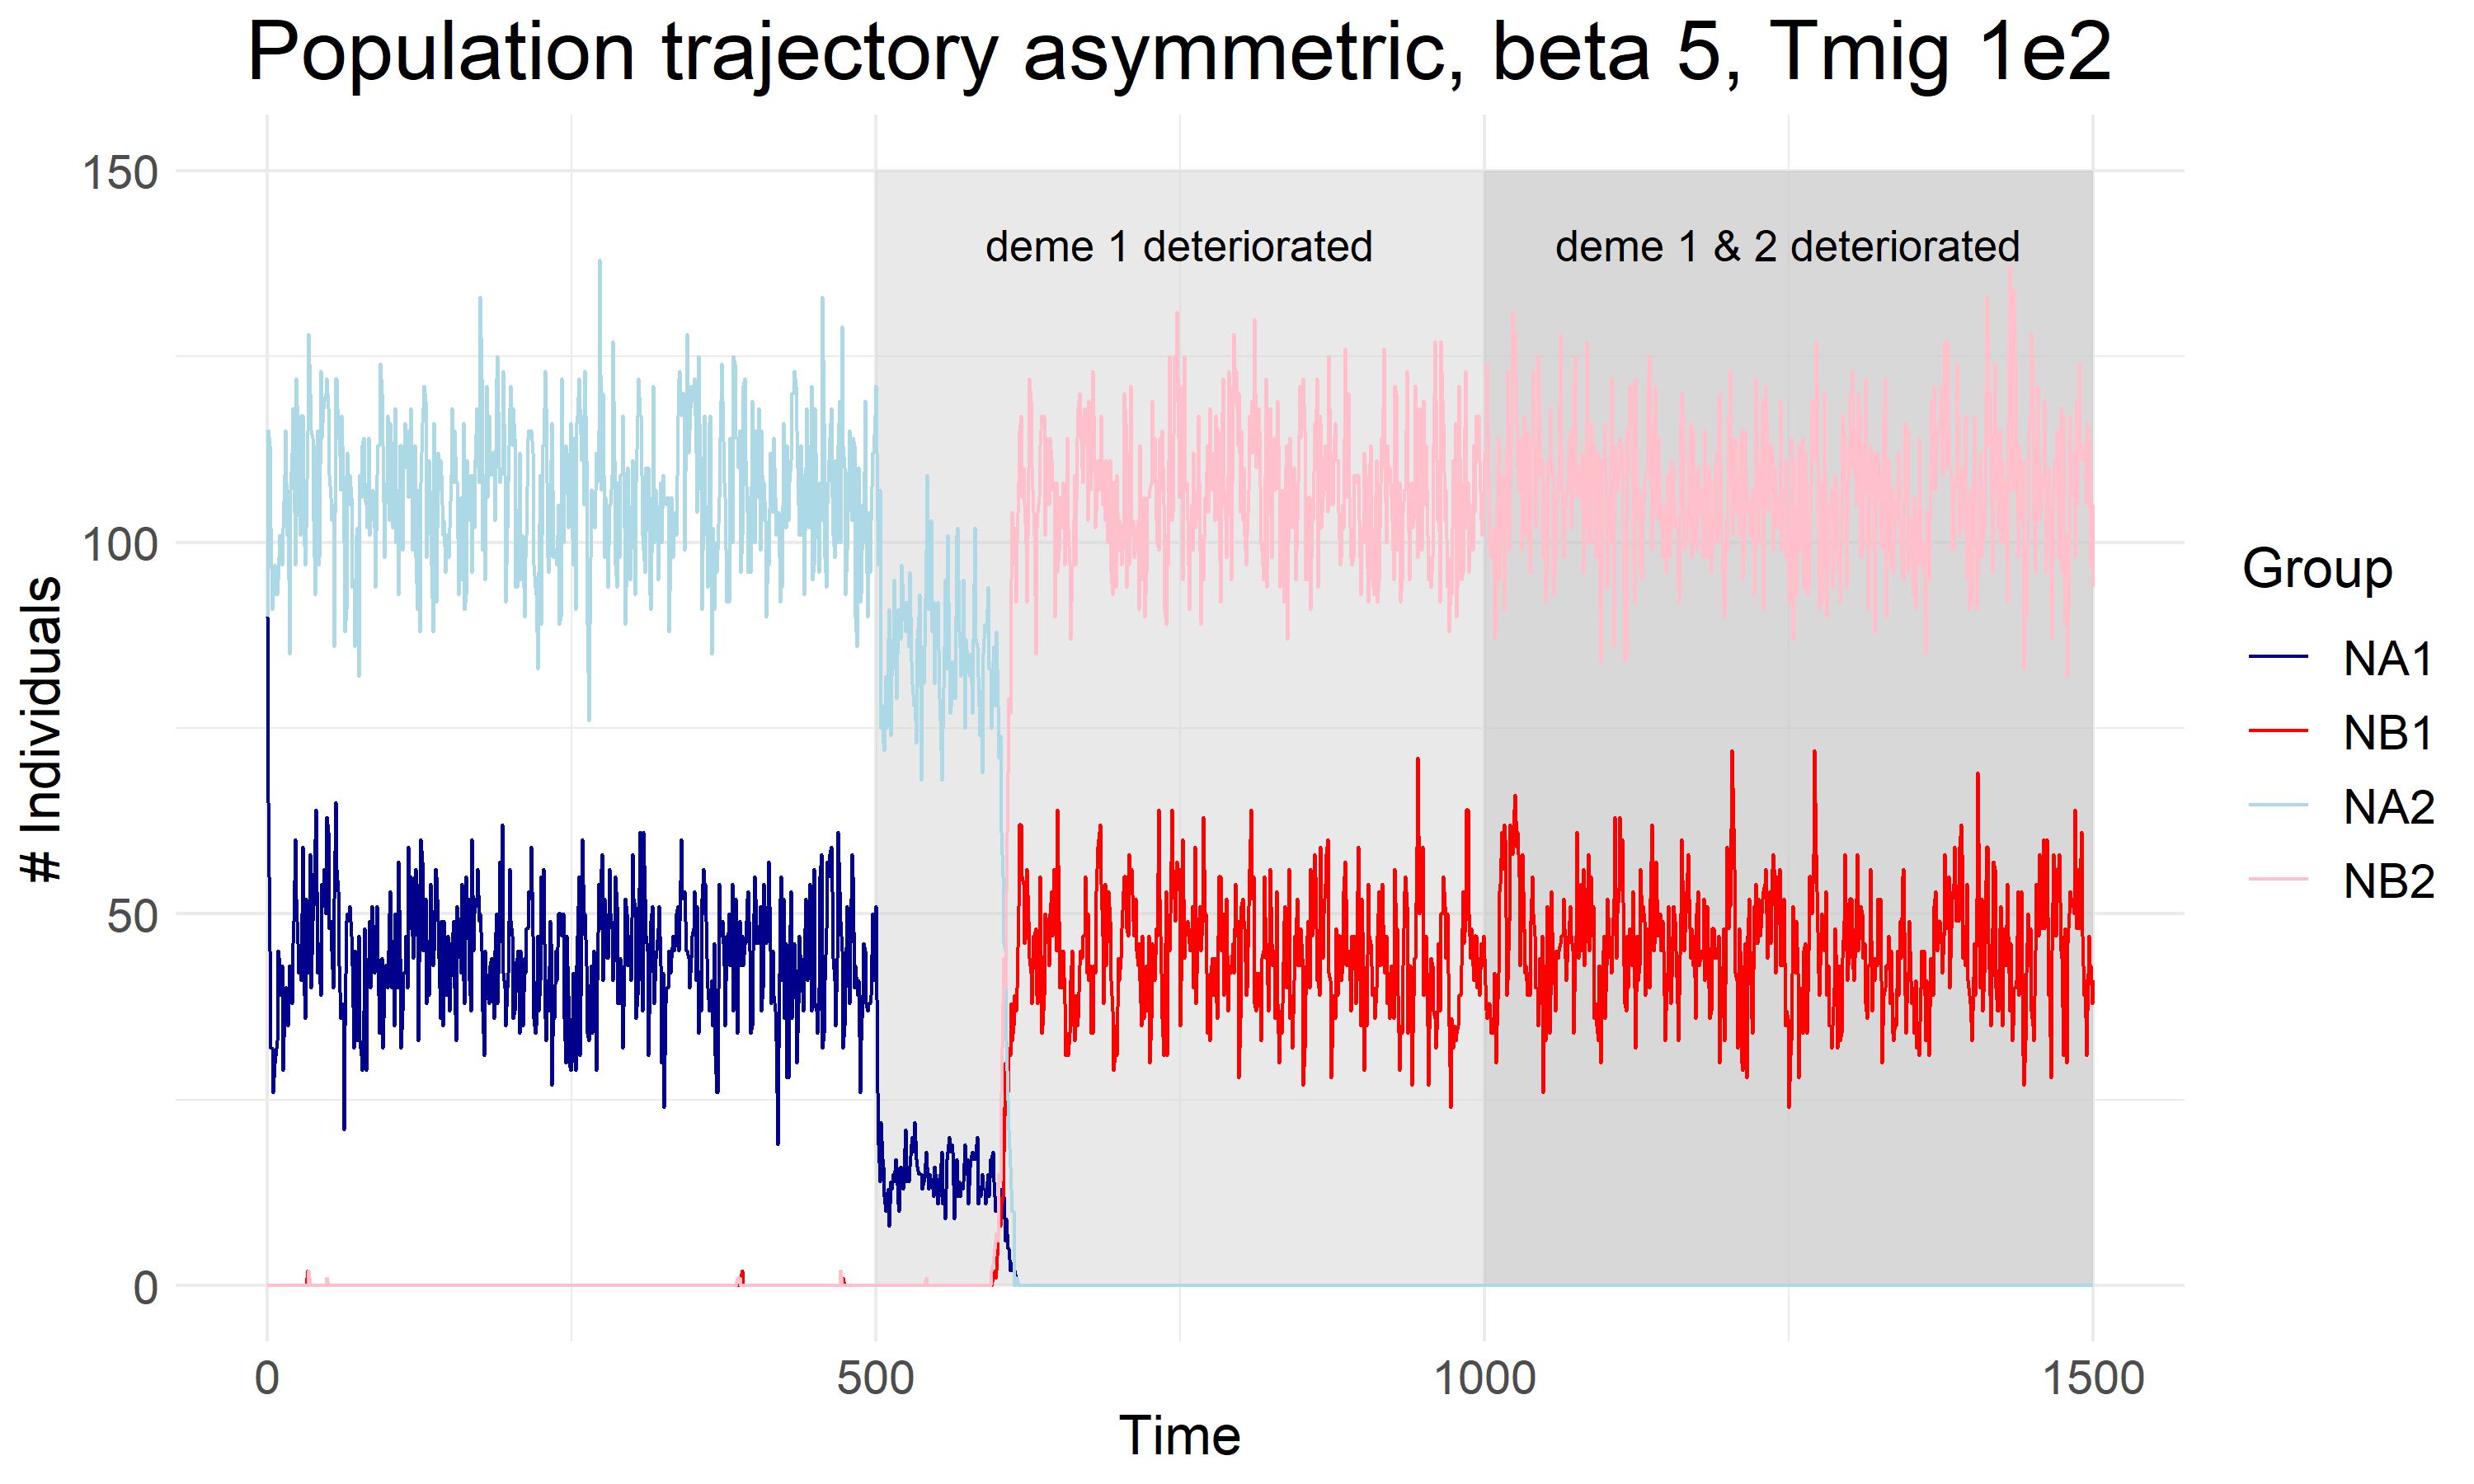 Population trajectory asymmetric, beta 5, Tmig 1e2
150
deme 1 deteriorated
deme 1 & 2 deteriorated
100
50
0
# Individuals
Group
NA1
NB1
NA2
NB2
0
500
1000
1500
Time